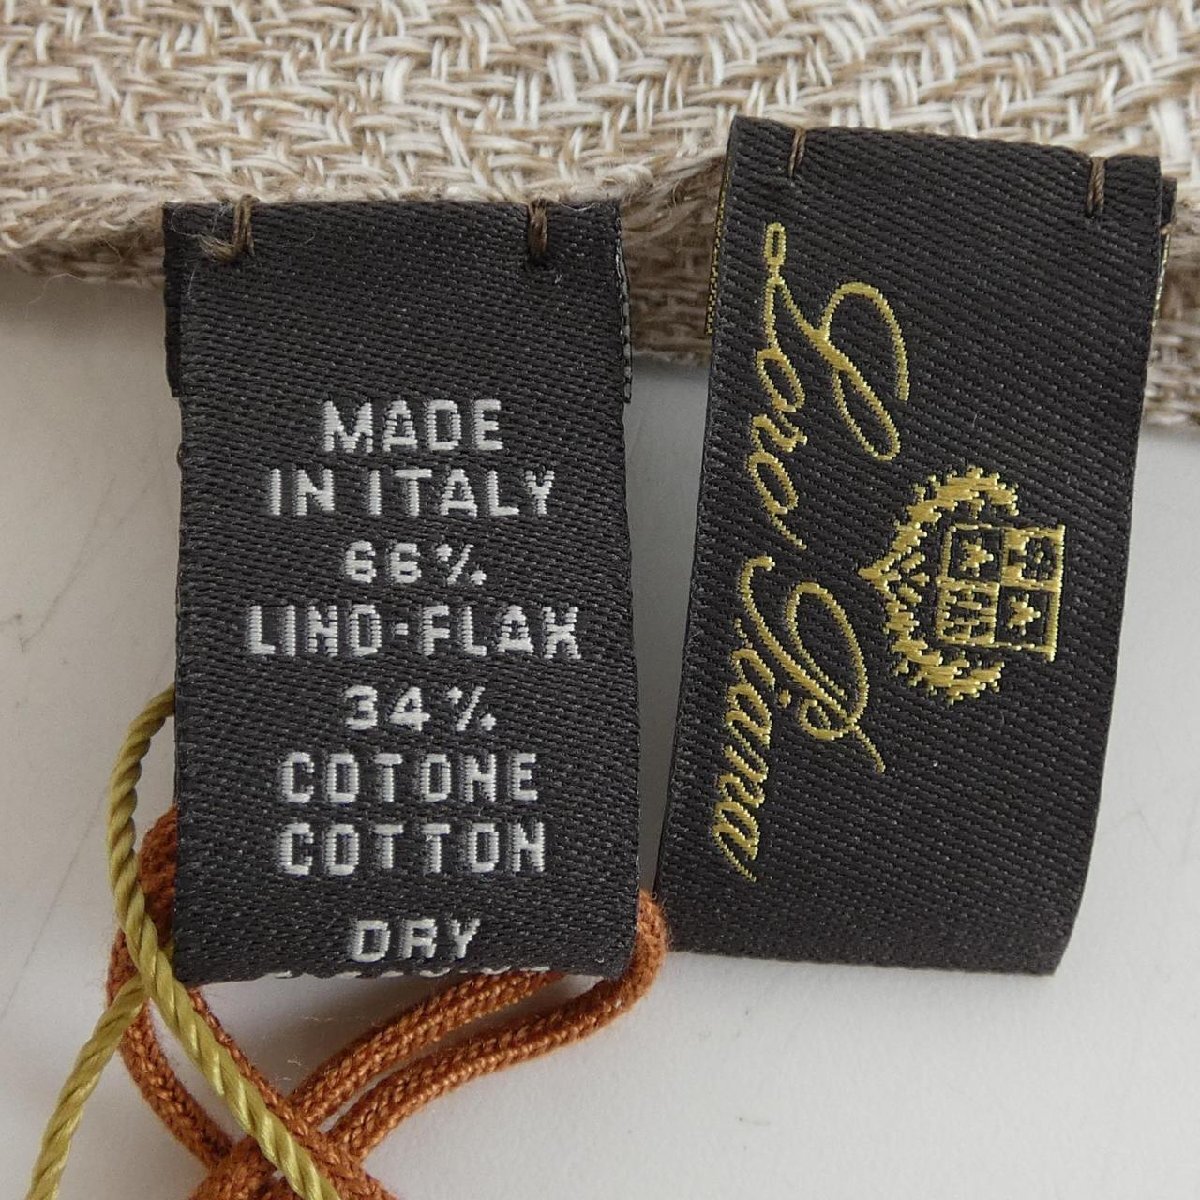 MADE
IN ITALY
66%
LINO-FLAX
34%
COTONE
COTTON
DRY
Loro Piana